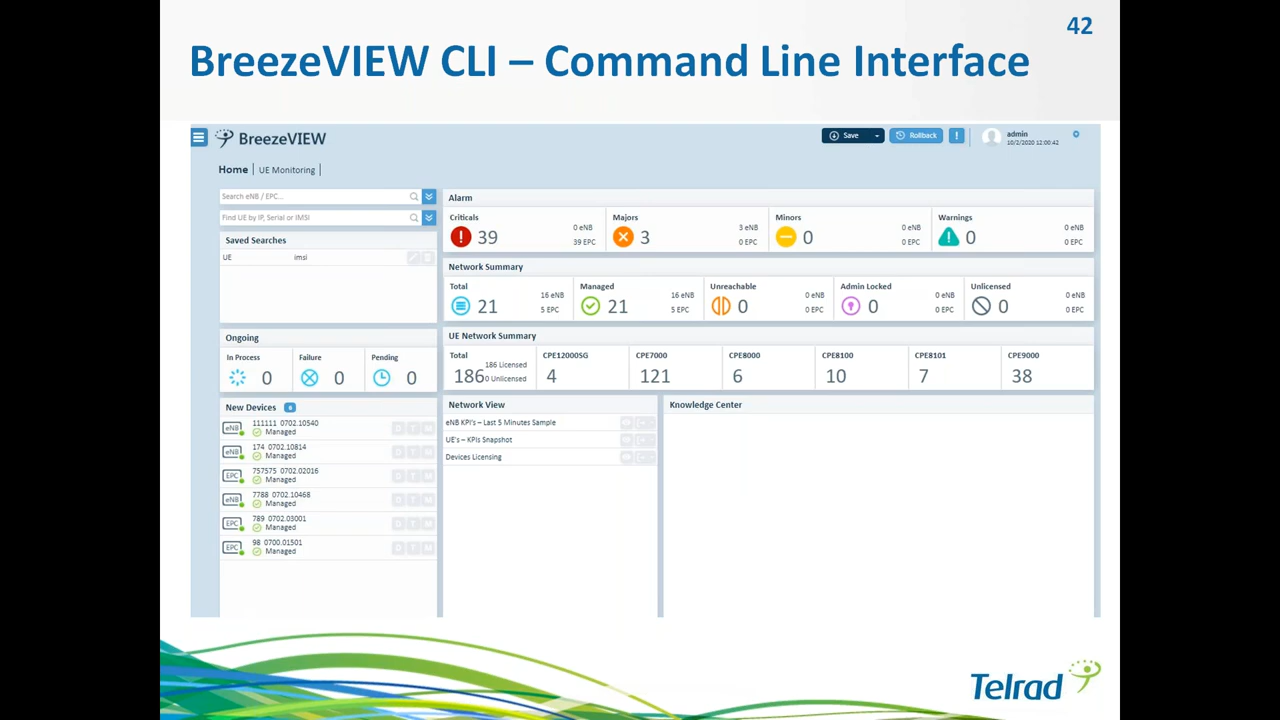 42
BreezeVIEW CLI – Command Line Interface
BreezeVIEW
Save
Rollback
!
admin
10/2/2020 12:00:42
Home | UE Monitoring |
Search eNB / EPC...
Find UE by IP, Serial or IMSI
Saved Searches
UE imsi
Ongoing
In Process Failure Pending
0 0 0
New Devices 6
eNB 111111 0702.10540
Managed
D T M
eNB 174 0702.10814
Managed
D T M
EPC 757575 0702.02016
Managed
D T M
eNB 7788 0702.10468
Managed
D T M
EPC 789 0702.03001
Managed
D T M
EPC 98 0700.01501
Managed
D T M
Alarm
Criticals
39
0 eNB
39 EPC
Majors
3
3 eNB
0 EPC
Minors
0
0 eNB
0 EPC
Warnings
0
0 eNB
0 EPC
Network Summary
Total
21
16 eNB
5 EPC
Managed
21
16 eNB
5 EPC
Unreachable
0
0 eNB
0 EPC
Admin Locked
0
0 eNB
0 EPC
Unlicensed
0
0 eNB
0 EPC
UE Network Summary
Total
186
186 Licensed
0 Unlicensed
CPE12000SG
4
CPE7000
121
CPE8000
6
CPE8100
10
CPE8101
7
CPE9000
38
Network View
eNB KPI's – Last 5 Minutes Sample
UE's – KPIs Snapshot
Devices Licensing
Knowledge Center
Telrad